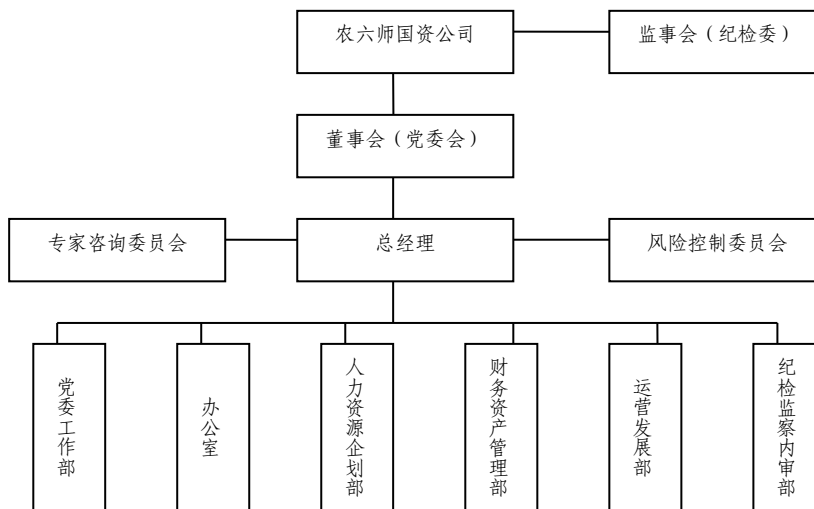 农六师国资公司
监事会（纪检委）
董事会（党委会）
专家咨询委员会
总经理
风险控制委员会
党委工作部
办公室
人力资源企划部
财务资产管理部
运营发展部
纪检监察内审部